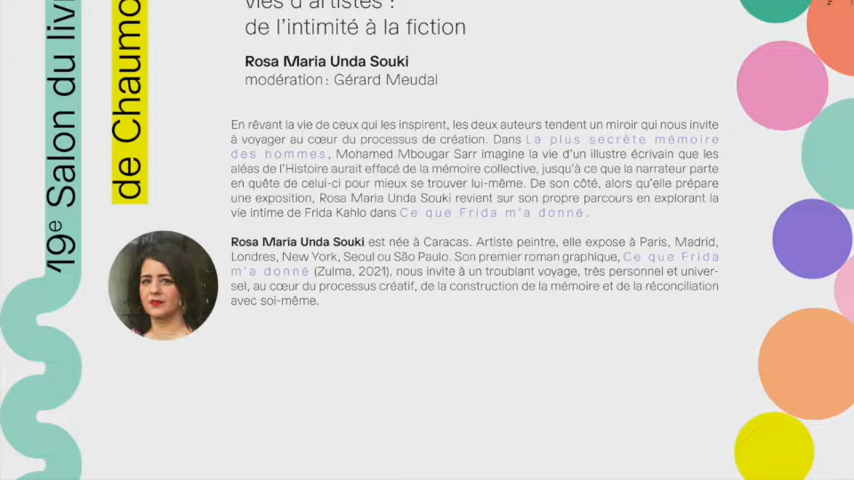 19e Salon du livr
de Chaumo
vies d'artistes :
de l'intimité à la fiction
Rosa Maria Unda Souki
modération : Gérard Meudal
En rêvant la vie de ceux qui les inspirent, les deux auteurs tendent un miroir qui nous invite
à voyager au cœur du processus de création. Dans La plus secrète mémoire
des hommes, Mohamed Mbougar Sarr imagine la vie d'un illustre écrivain que les
aléas de l'Histoire aurait effacé de la mémoire collective, jusqu'à ce que la narrateur parte
en quête de celui-ci pour mieux se trouver lui-même. De son côté, alors qu'elle prépare
une exposition, Rosa Maria Unda Souki revient sur son propre parcours en explorant la
vie intime de Frida Kahlo dans Ce que Frida m'a donné.
Rosa Maria Unda Souki est née à Caracas. Artiste peintre, elle expose à Paris, Madrid,
Londres, New York, Seoul ou São Paulo. Son premier roman graphique, Ce que Frida
m'a donné (Zulma, 2021), nous invite à un troublant voyage, très personnel et univer-
sel, au cœur du processus créatif, de la construction de la mémoire et de la réconciliation
avec soi-même.